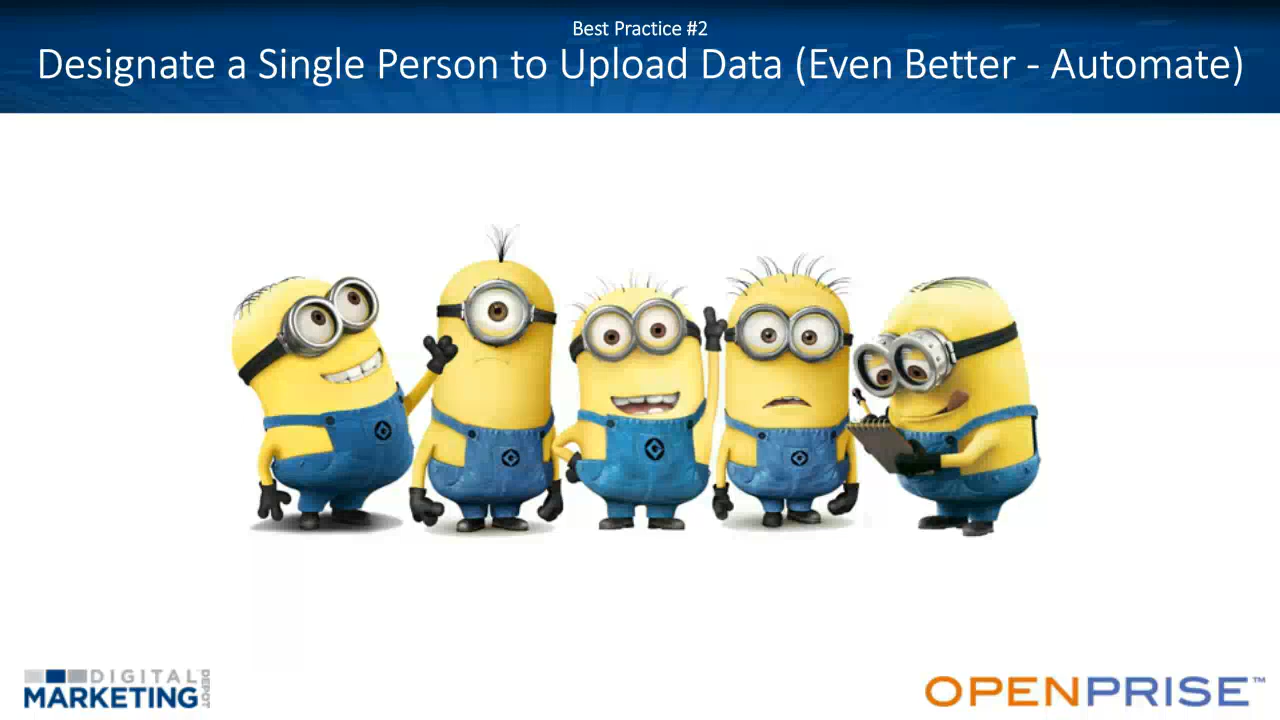 Best Practice #2
Designate a Single Person to Upload Data (Even Better - Automate)
DIGITAL
MARKETING
DEPOT
OPENPRISE™